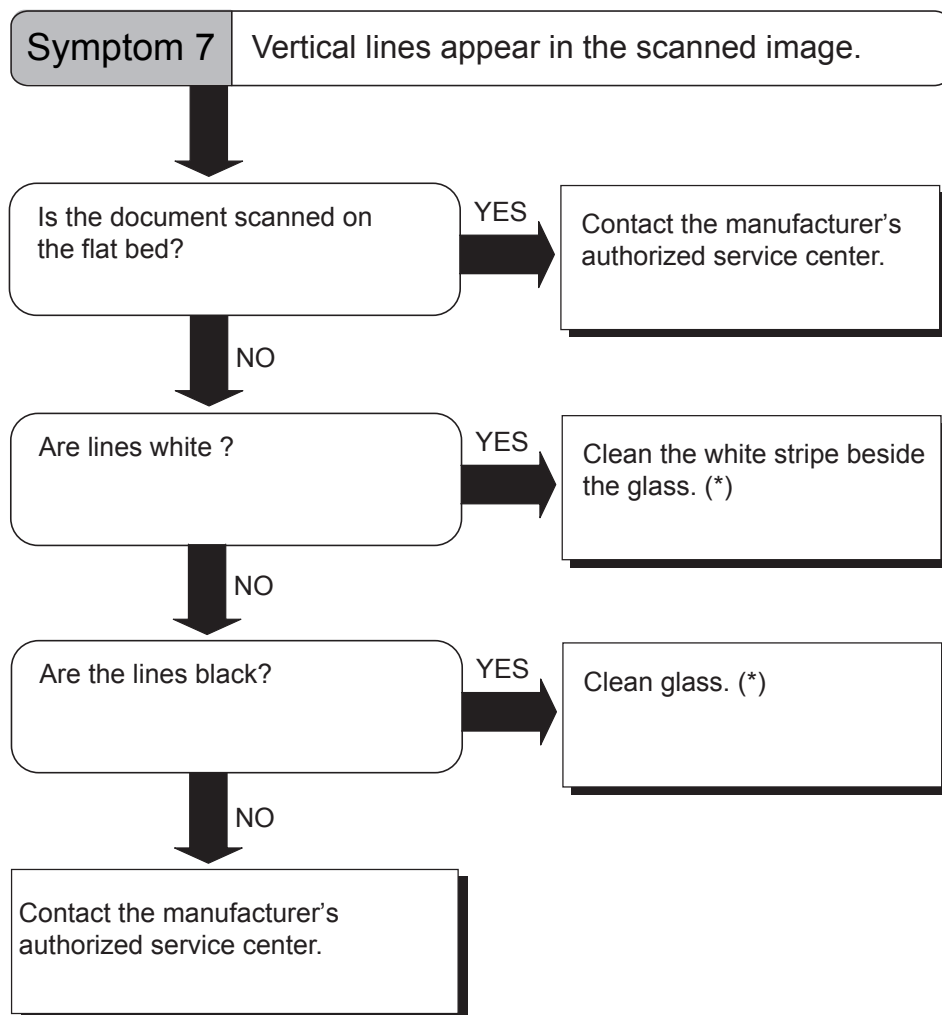 Symptom 7
Vertical lines appear in the scanned image.
Is the document scanned on
the flat bed?
YES
Contact the manufacturer’s
authorized service center.
NO
Are lines white ?
YES
Clean the white stripe beside
the glass. (*)
NO
Are the lines black?
YES
Clean glass. (*)
NO
Contact the manufacturer’s
authorized service center.